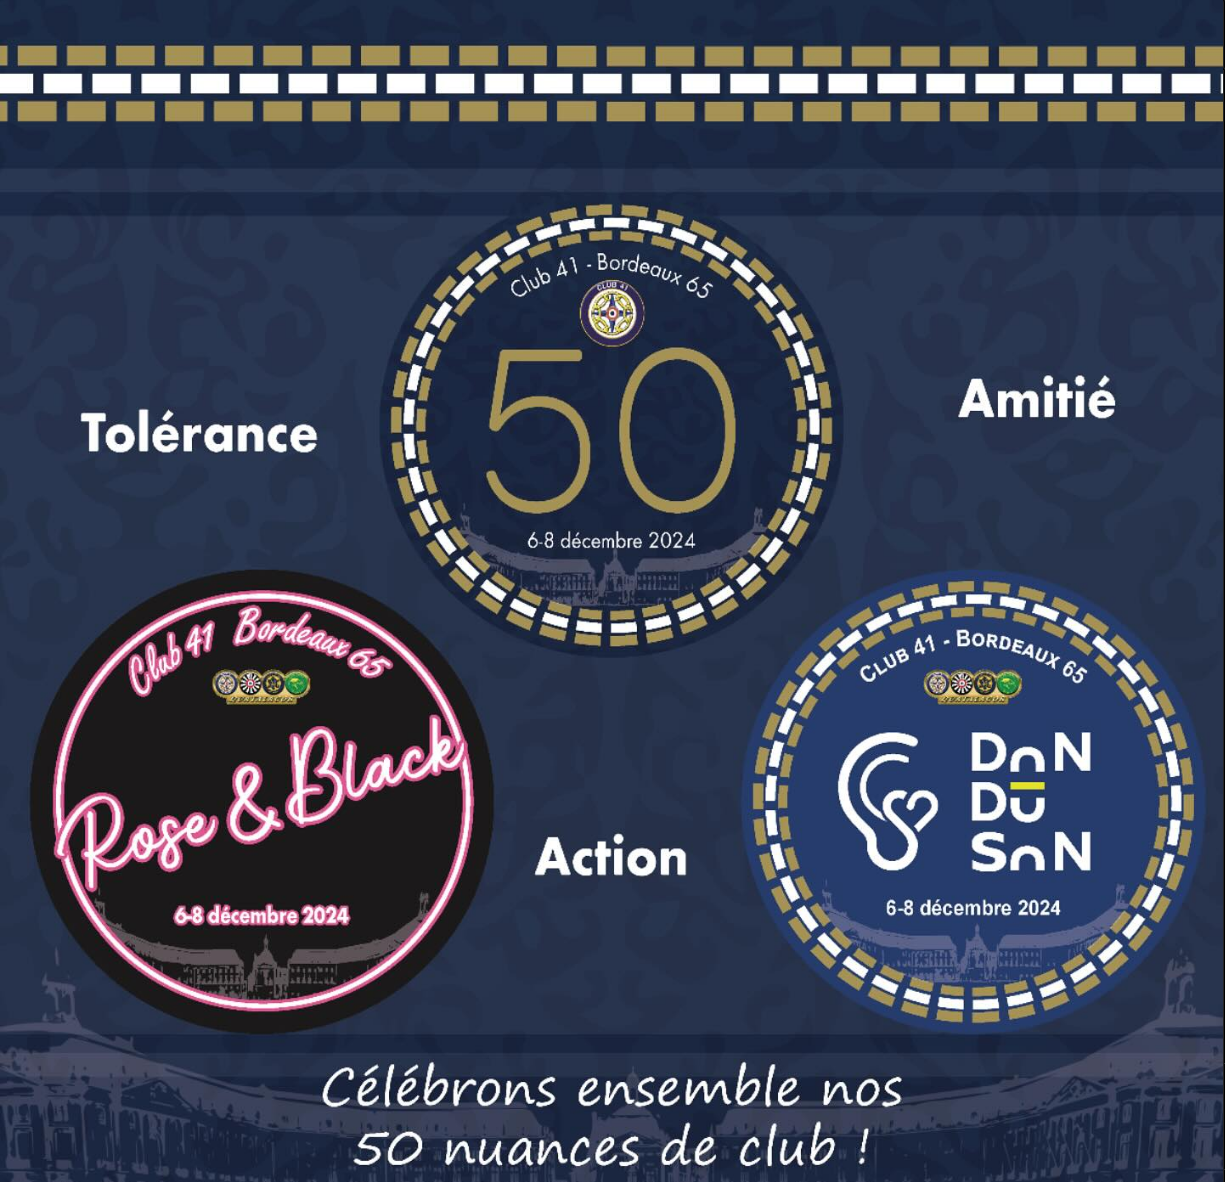 Club 41 - Bordeaux 65
CLUB 41
50
6-8 décembre 2024
Tolérance
Amitié
Club 41 Bordeaux 65
Rose & Black
6-8 décembre 2024
Action
CLUB 41 - BORDEAUX 65
DON
DU
SON
6-8 décembre 2024
Célébrons ensemble nos
50 nuances de club !